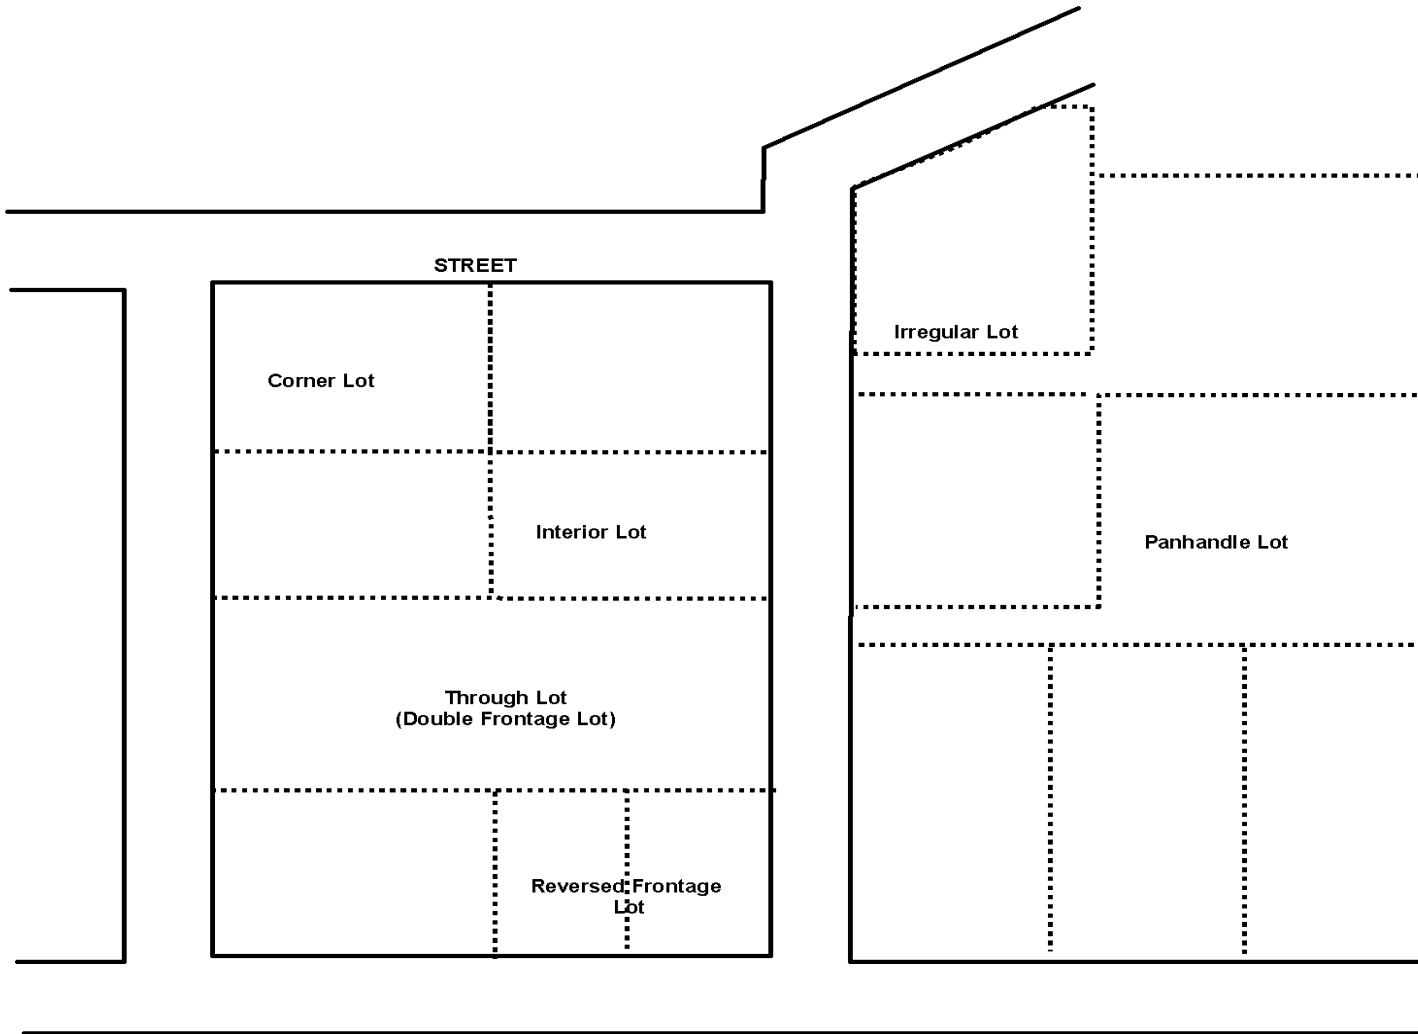 STREET
Irregular Lot
Corner Lot
Interior Lot
Panhandle Lot
Through Lot
(Double Frontage Lot)
Reversed Frontage
Lot